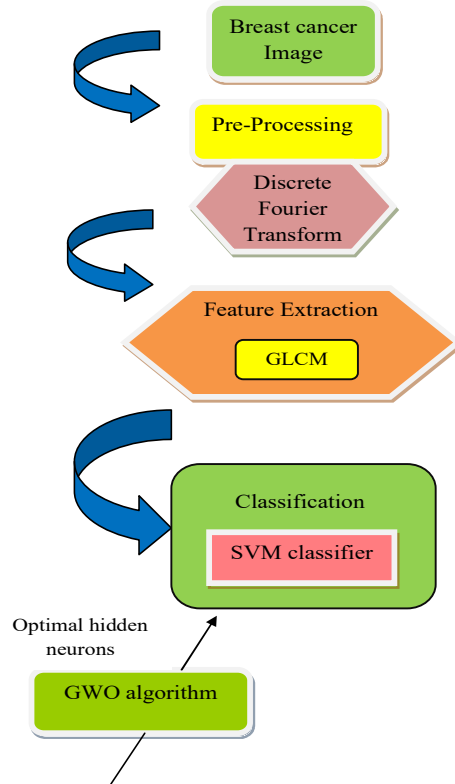 Breast cancer
Image
Pre-Processing
Discrete
Fourier
Transform
Feature Extraction
GLCM
Classification
SVM classifier
Optimal hidden
neurons
GWO algorithm